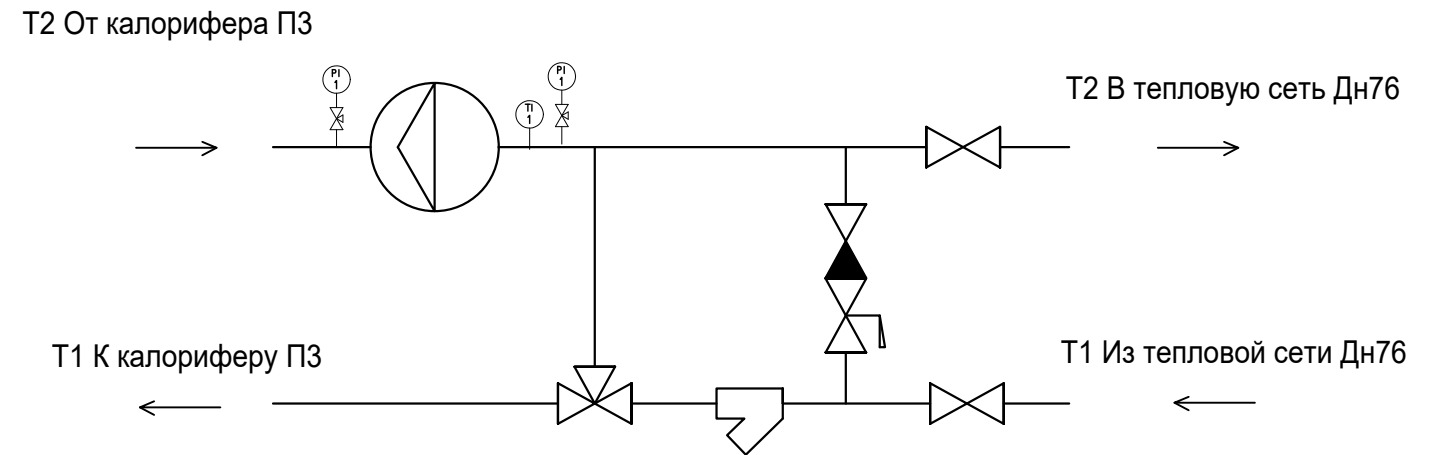 Т2 От калорифера П3
PI
1
PI
1
TI
1
Т2 В тепловую сеть Дн76
Т1 К калориферу П3
Т1 Из тепловой сети Дн76